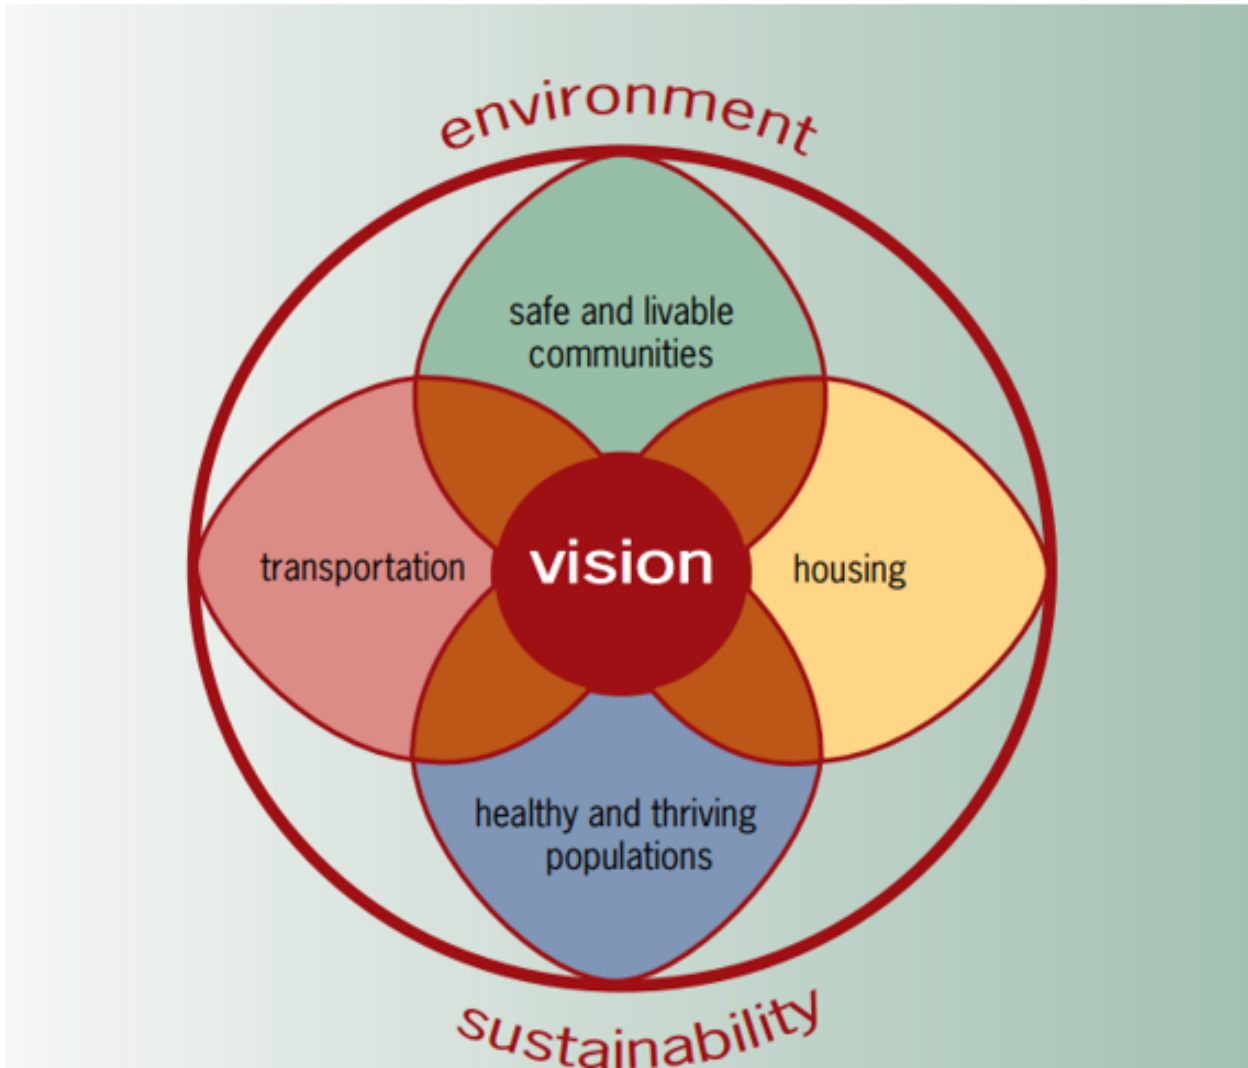 environment
safe and livable
communities
transportation
vision
housing
healthy and thriving
populations
sustainability